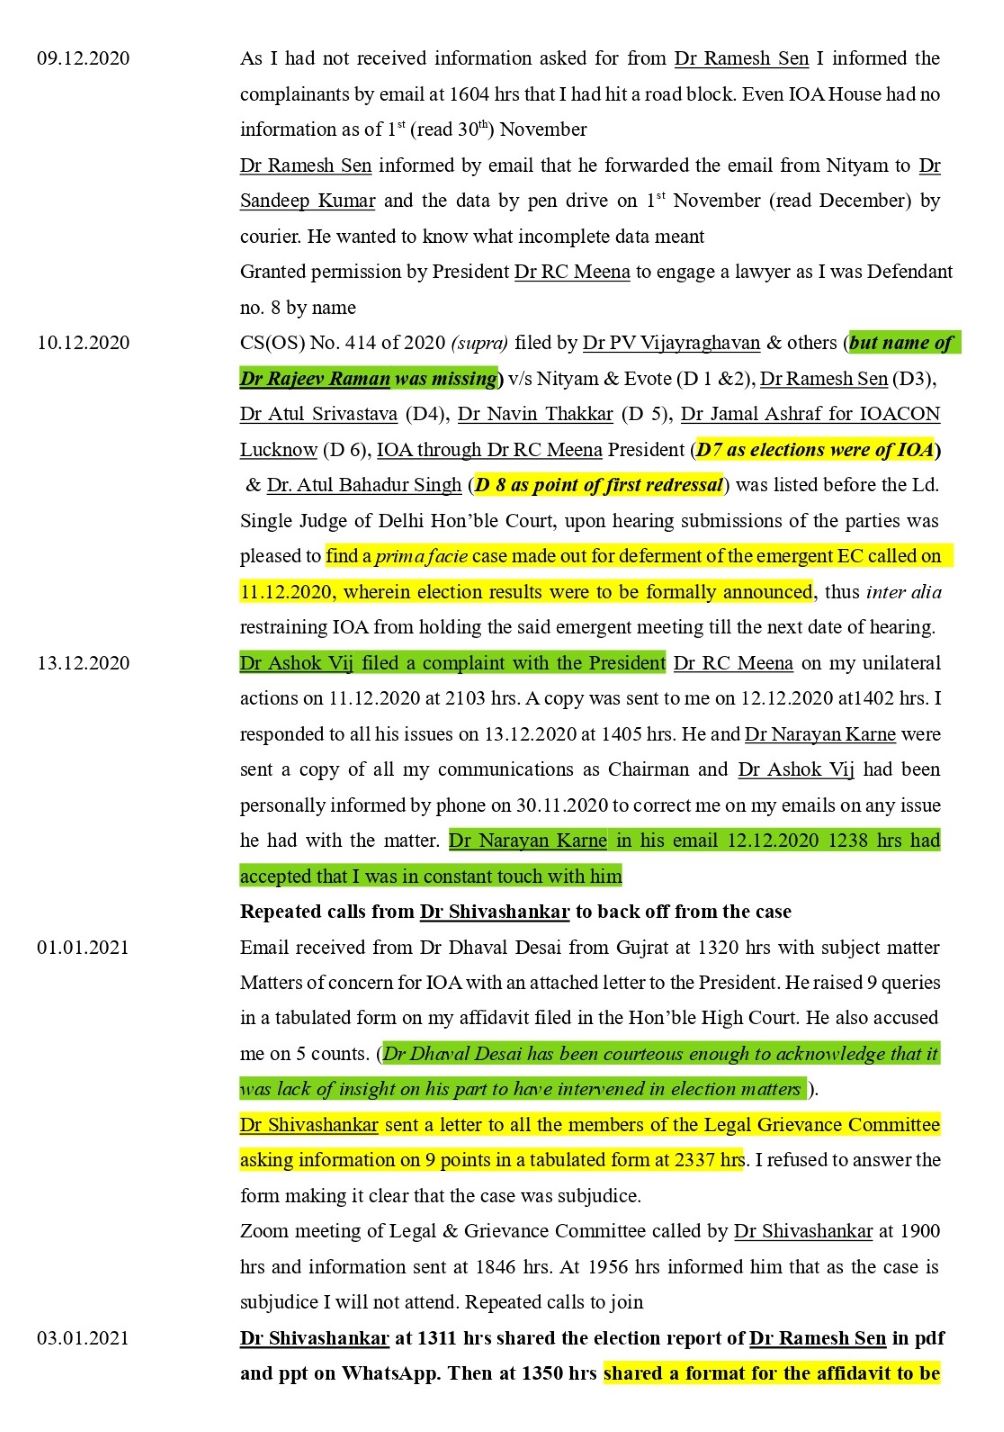 09.12.2020 As I had not received information asked for from Dr Ramesh Sen I informed the
complainants by email at 1604 hrs that I had hit a road block. Even IOA House had no
information as of 1st (read 30th) November
Dr Ramesh Sen informed by email that he forwarded the email from Nityam to Dr
Sandeep Kumar and the data by pen drive on 1st November (read December) by
courier. He wanted to know what incomplete data meant
Granted permission by President Dr RC Meena to engage a lawyer as I was Defendant
no. 8 by name
10.12.2020 CS(OS) No. 414 of 2020 (supra) filed by Dr PV Vijayraghavan & others (but name of
Dr Rajeev Raman was missing) v/s Nityam & Evote (D 1 &2), Dr Ramesh Sen (D3),
Dr Atul Srivastava (D4), Dr Navin Thakkar (D 5), Dr Jamal Ashraf for IOACON
Lucknow (D 6), IOA through Dr RC Meena President (D7 as elections were of IOA)
& Dr. Atul Bahadur Singh (D 8 as point of first redressal) was listed before the Ld.
Single Judge of Delhi Hon’ble Court, upon hearing submissions of the parties was
pleased to find a prima facie case made out for deferment of the emergent EC called on
11.12.2020, wherein election results were to be formally announced, thus inter alia
restraining IOA from holding the said emergent meeting till the next date of hearing.
13.12.2020 Dr Ashok Vij filed a complaint with the President Dr RC Meena on my unilateral
actions on 11.12.2020 at 2103 hrs. A copy was sent to me on 12.12.2020 at1402 hrs. I
responded to all his issues on 13.12.2020 at 1405 hrs. He and Dr Narayan Karne were
sent a copy of all my communications as Chairman and Dr Ashok Vij had been
personally informed by phone on 30.11.2020 to correct me on my emails on any issue
he had with the matter. Dr Narayan Karne in his email 12.12.2020 1238 hrs had
accepted that I was in constant touch with him
Repeated calls from Dr Shivashankar to back off from the case
01.01.2021 Email received from Dr Dhaval Desai from Gujrat at 1320 hrs with subject matter
Matters of concern for IOA with an attached letter to the President. He raised 9 queries
in a tabulated form on my affidavit filed in the Hon’ble High Court. He also accused
me on 5 counts. (Dr Dhaval Desai has been courteous enough to acknowledge that it
was lack of insight on his part to have intervened in election matters ).
Dr Shivashankar sent a letter to all the members of the Legal Grievance Committee
asking information on 9 points in a tabulated form at 2337 hrs. I refused to answer the
form making it clear that the case was subjudice.
Zoom meeting of Legal & Grievance Committee called by Dr Shivashankar at 1900
hrs and information sent at 1846 hrs. At 1956 hrs informed him that as the case is
subjudice I will not attend. Repeated calls to join
03.01.2021 Dr Shivashankar at 1311 hrs shared the election report of Dr Ramesh Sen in pdf
and ppt on WhatsApp. Then at 1350 hrs shared a format for the affidavit to be